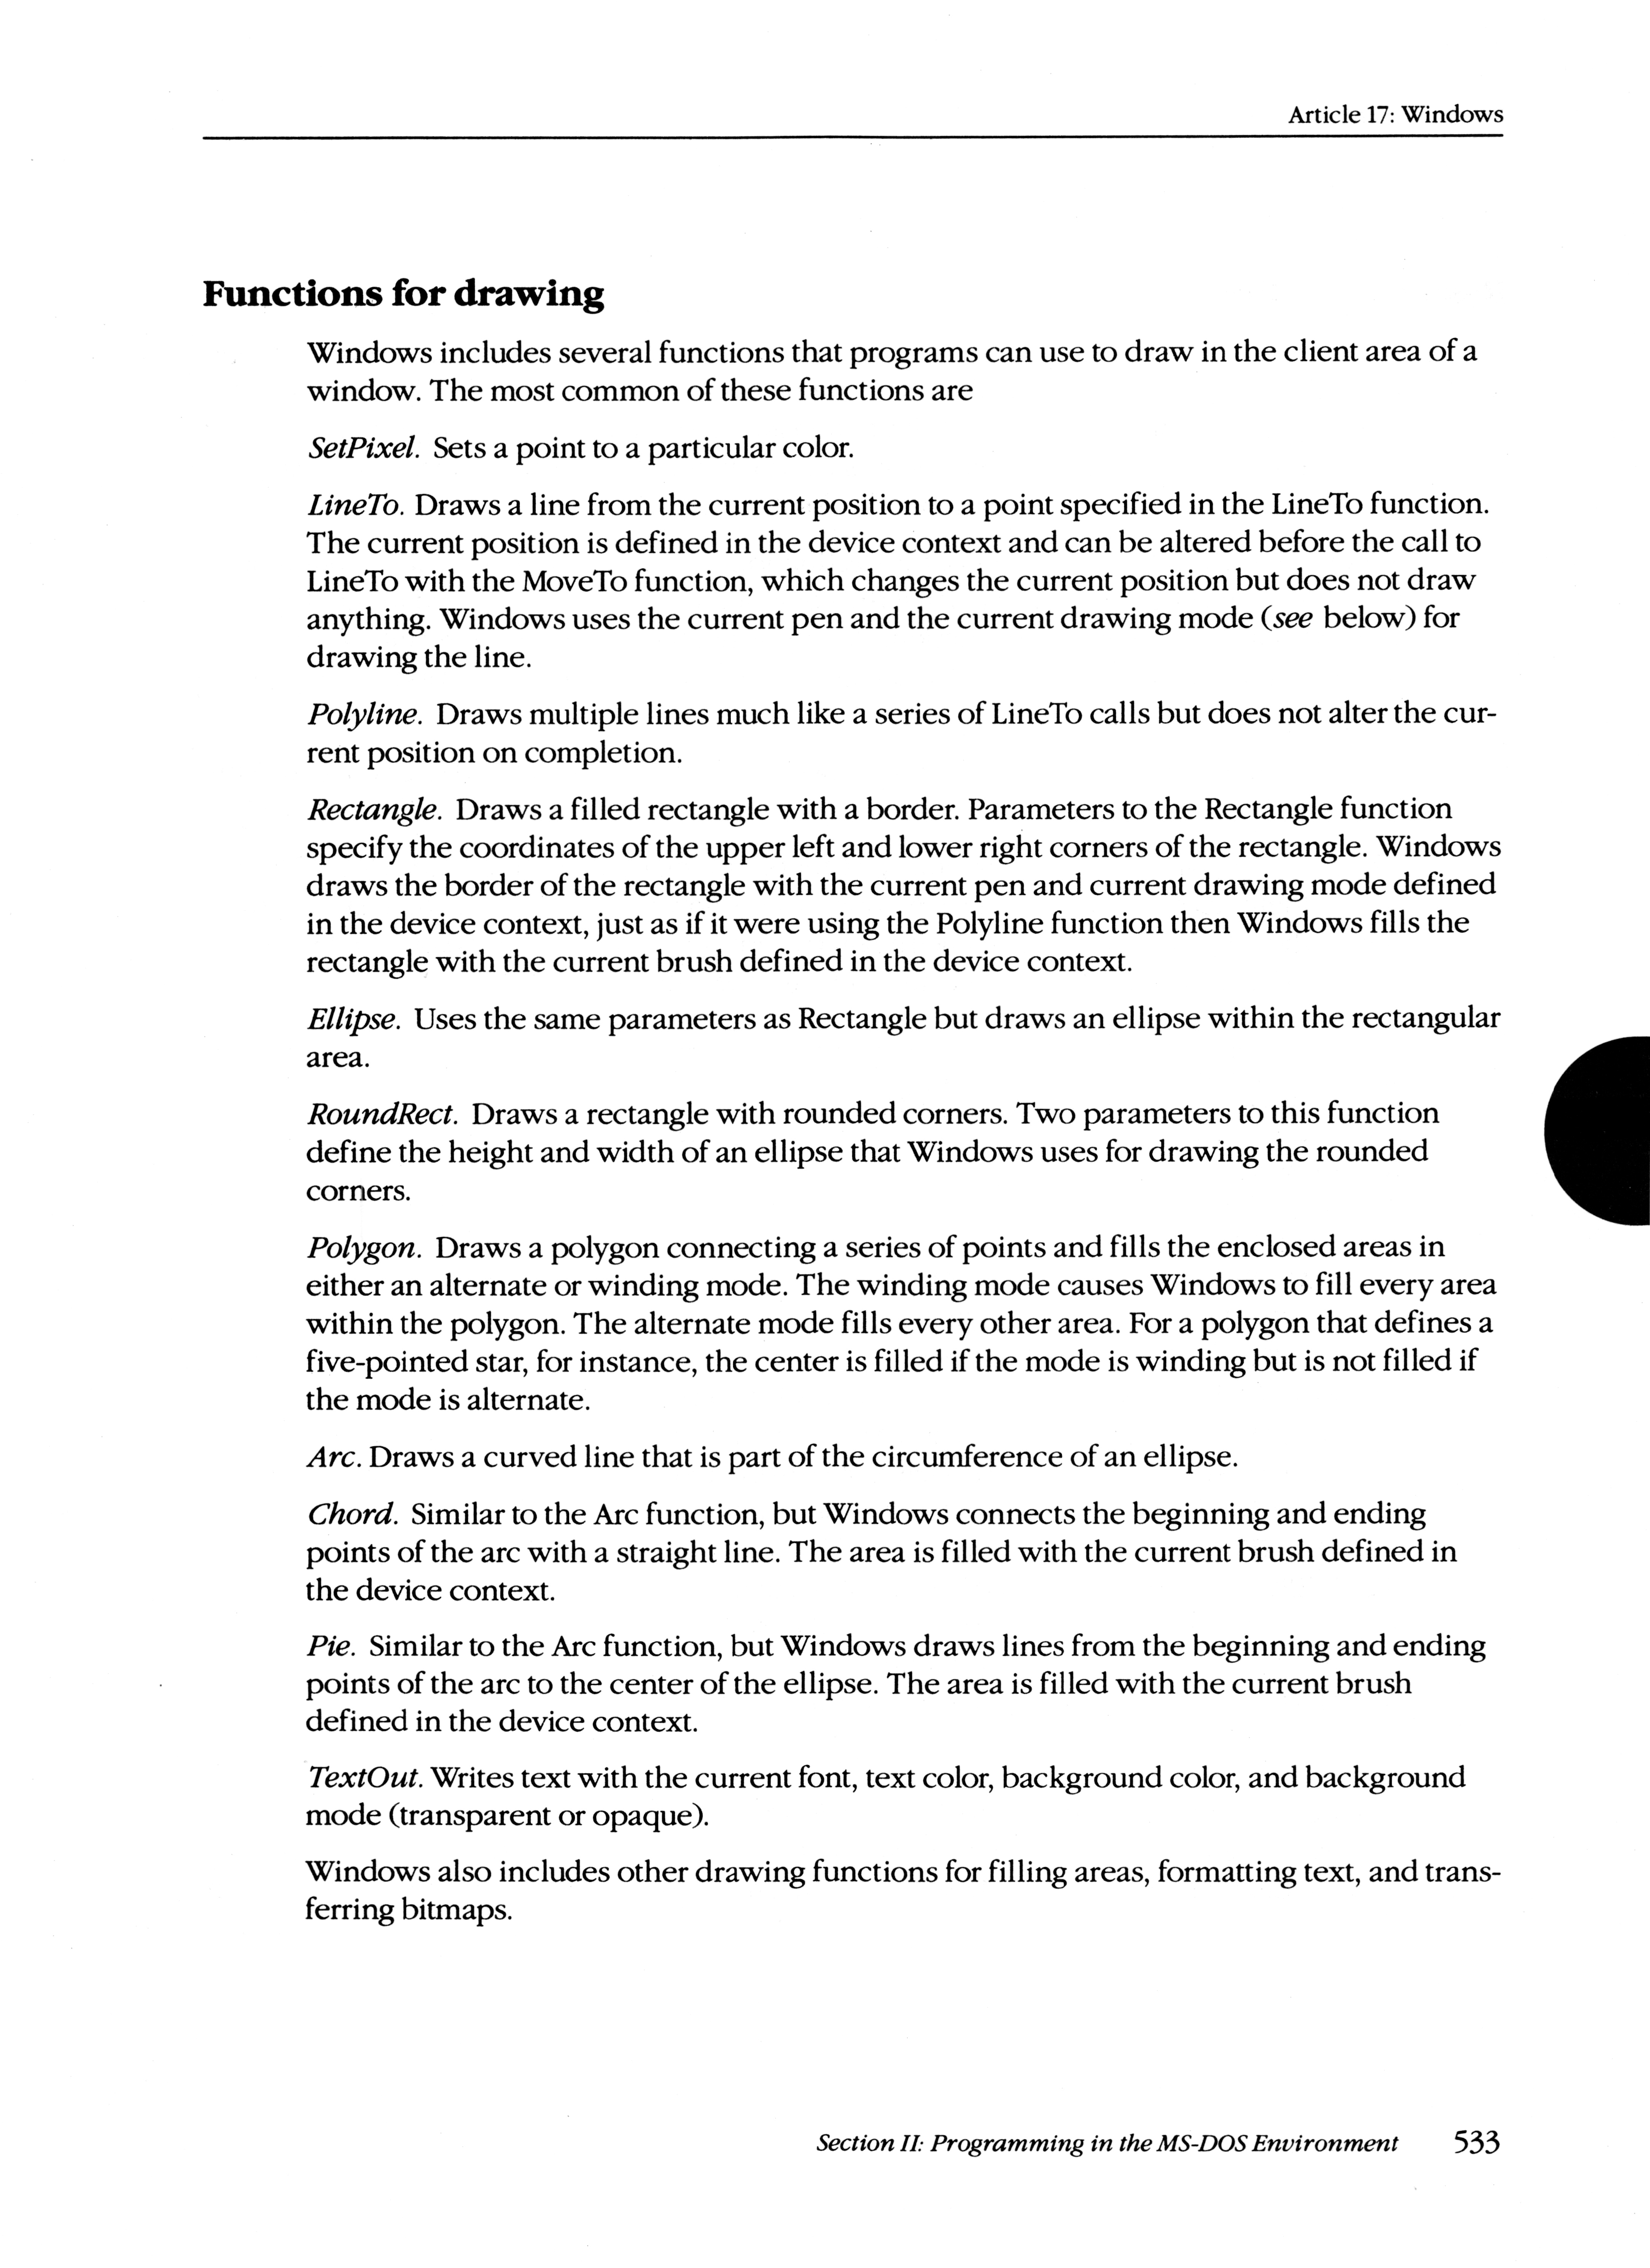 Article 17: Windows
Functions for drawing
Windows includes several functions that programs can use to draw in the client area of a
window. The most common of these functions are
SetPixel. Sets a point to a particular color.
LineTo. Draws a line from the current position to a point specified in the LineTo function.
The current position is defined in the device context and can be altered before the call to
LineTo with the MoveTo function, which changes the current position but does not draw
anything. Windows uses the current pen and the current drawing mode (see below) for
drawing the line.
Polyline. Draws multiple lines much like a series of LineTo calls but does not alter the cur-
rent position on completion.
Rectangle. Draws a filled rectangle with a border. Parameters to the Rectangle function
specify the coordinates of the upper left and lower right corners of the rectangle. Windows
draws the border of the rectangle with the current pen and current drawing mode defined
in the device context, just as if it were using the Polyline function then Windows fills the
rectangle with the current brush defined in the device context.
Ellipse. Uses the same parameters as Rectangle but draws an ellipse within the rectangular
area.
RoundRect. Draws a rectangle with rounded corners. Two parameters to this function
define the height and width of an ellipse that Windows uses for drawing the rounded
corners.
Polygon. Draws a polygon connecting a series of points and fills the enclosed areas in
either an alternate or winding mode. The winding mode causes Windows to fill every area
within the polygon. The alternate mode fills every other area. For a polygon that defines a
five-pointed star, for instance, the center is filled if the mode is winding but is not filled if
the mode is alternate.
Arc. Draws a curved line that is part of the circumference of an ellipse.
Chord. Similar to the Arc function, but Windows connects the beginning and ending
points of the arc with a straight line. The area is filled with the current brush defined in
the device context.
Pie. Similar to the Arc function, but Windows draws lines from the beginning and ending
points of the arc to the center of the ellipse. The area is filled with the current brush
defined in the device context.
TextOut. Writes text with the current font, text color, background color, and background
mode (transparent or opaque).
Windows also includes other drawing functions for filling areas, formatting text, and trans-
ferring bitmaps.
Section II: Programming in the MS-DOS Environment 533